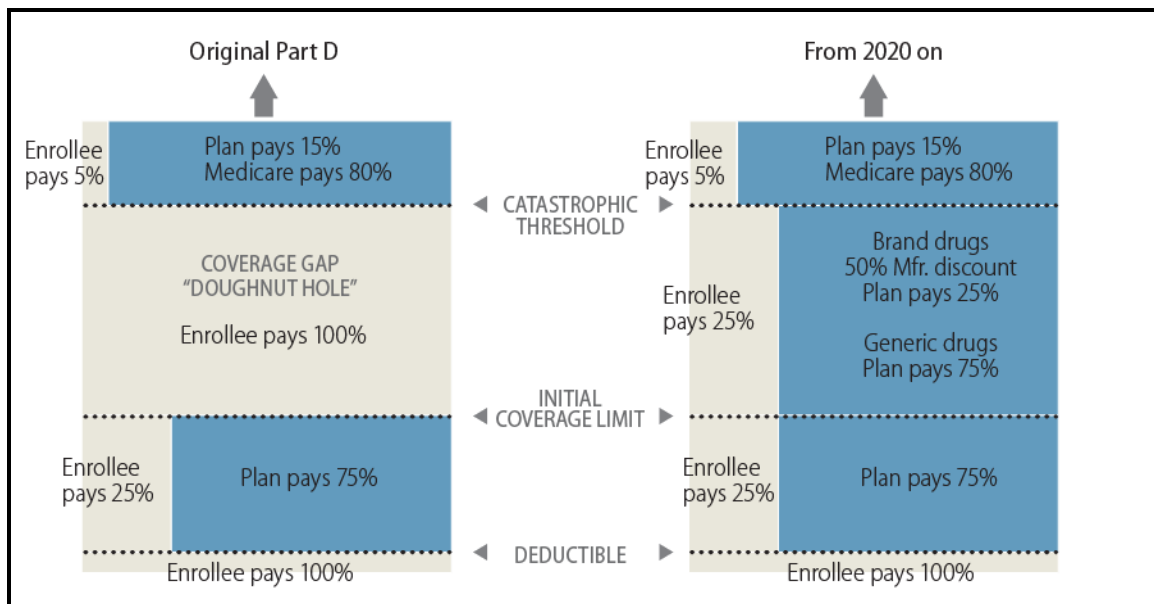 Original Part D
Enrollee
pays 5%
Plan pays 15%
Medicare pays 80%
COVERAGE GAP
“DOUGHNUT HOLE”
Enrollee pays 100%
Enrollee
pays 25%
Plan pays 75%
Enrollee pays 100%
CATASTROPHIC
THRESHOLD
INITIAL
COVERAGE LIMIT
DEDUCTIBLE
From 2020 on
Enrollee
pays 5%
Plan pays 15%
Medicare pays 80%
Enrollee
pays 25%
Brand drugs
50% Mfr. discount
Plan pays 25%
Generic drugs
Plan pays 75%
Enrollee
pays 25%
Plan pays 75%
Enrollee pays 100%